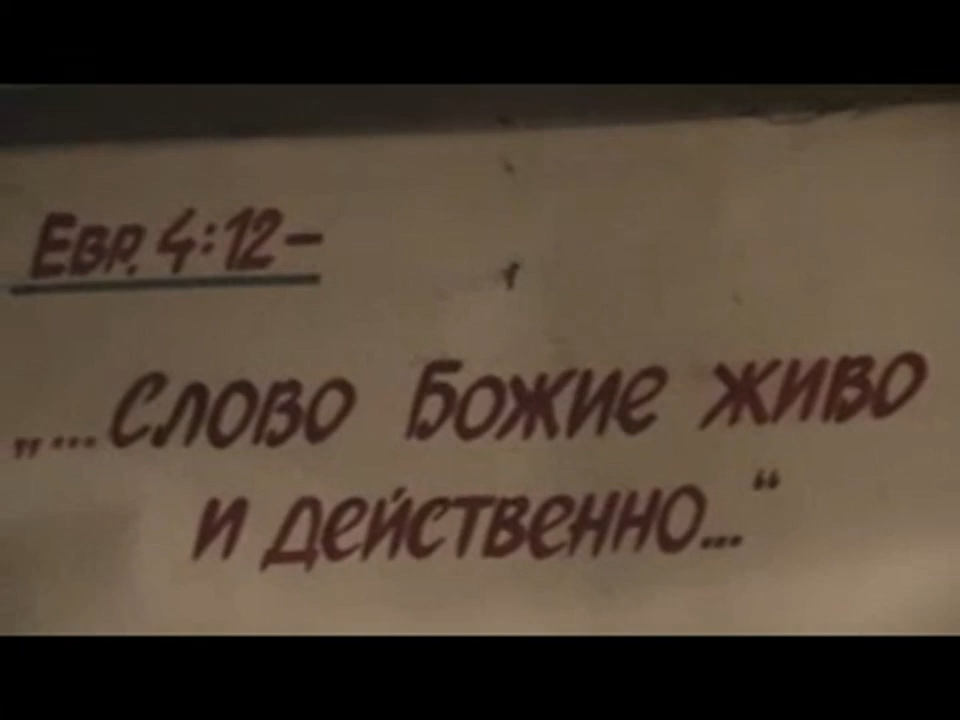 Евр. 4:12 –
„...Слово Божие живо
и действенно...“